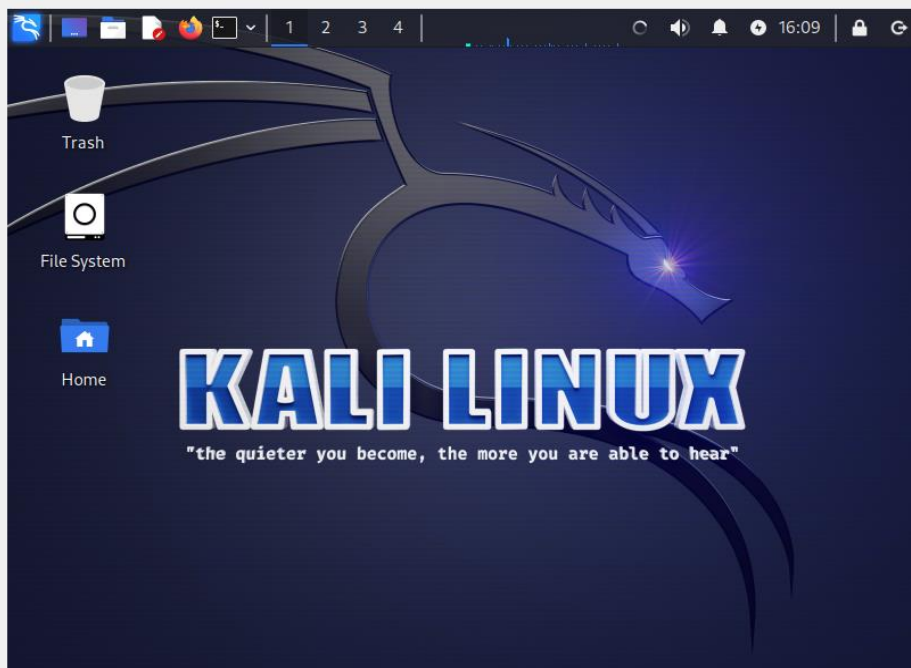 1 2 3 4 16:09
Trash
File System
Home
KALI LINUX
"the quieter you become, the more you are able to hear"